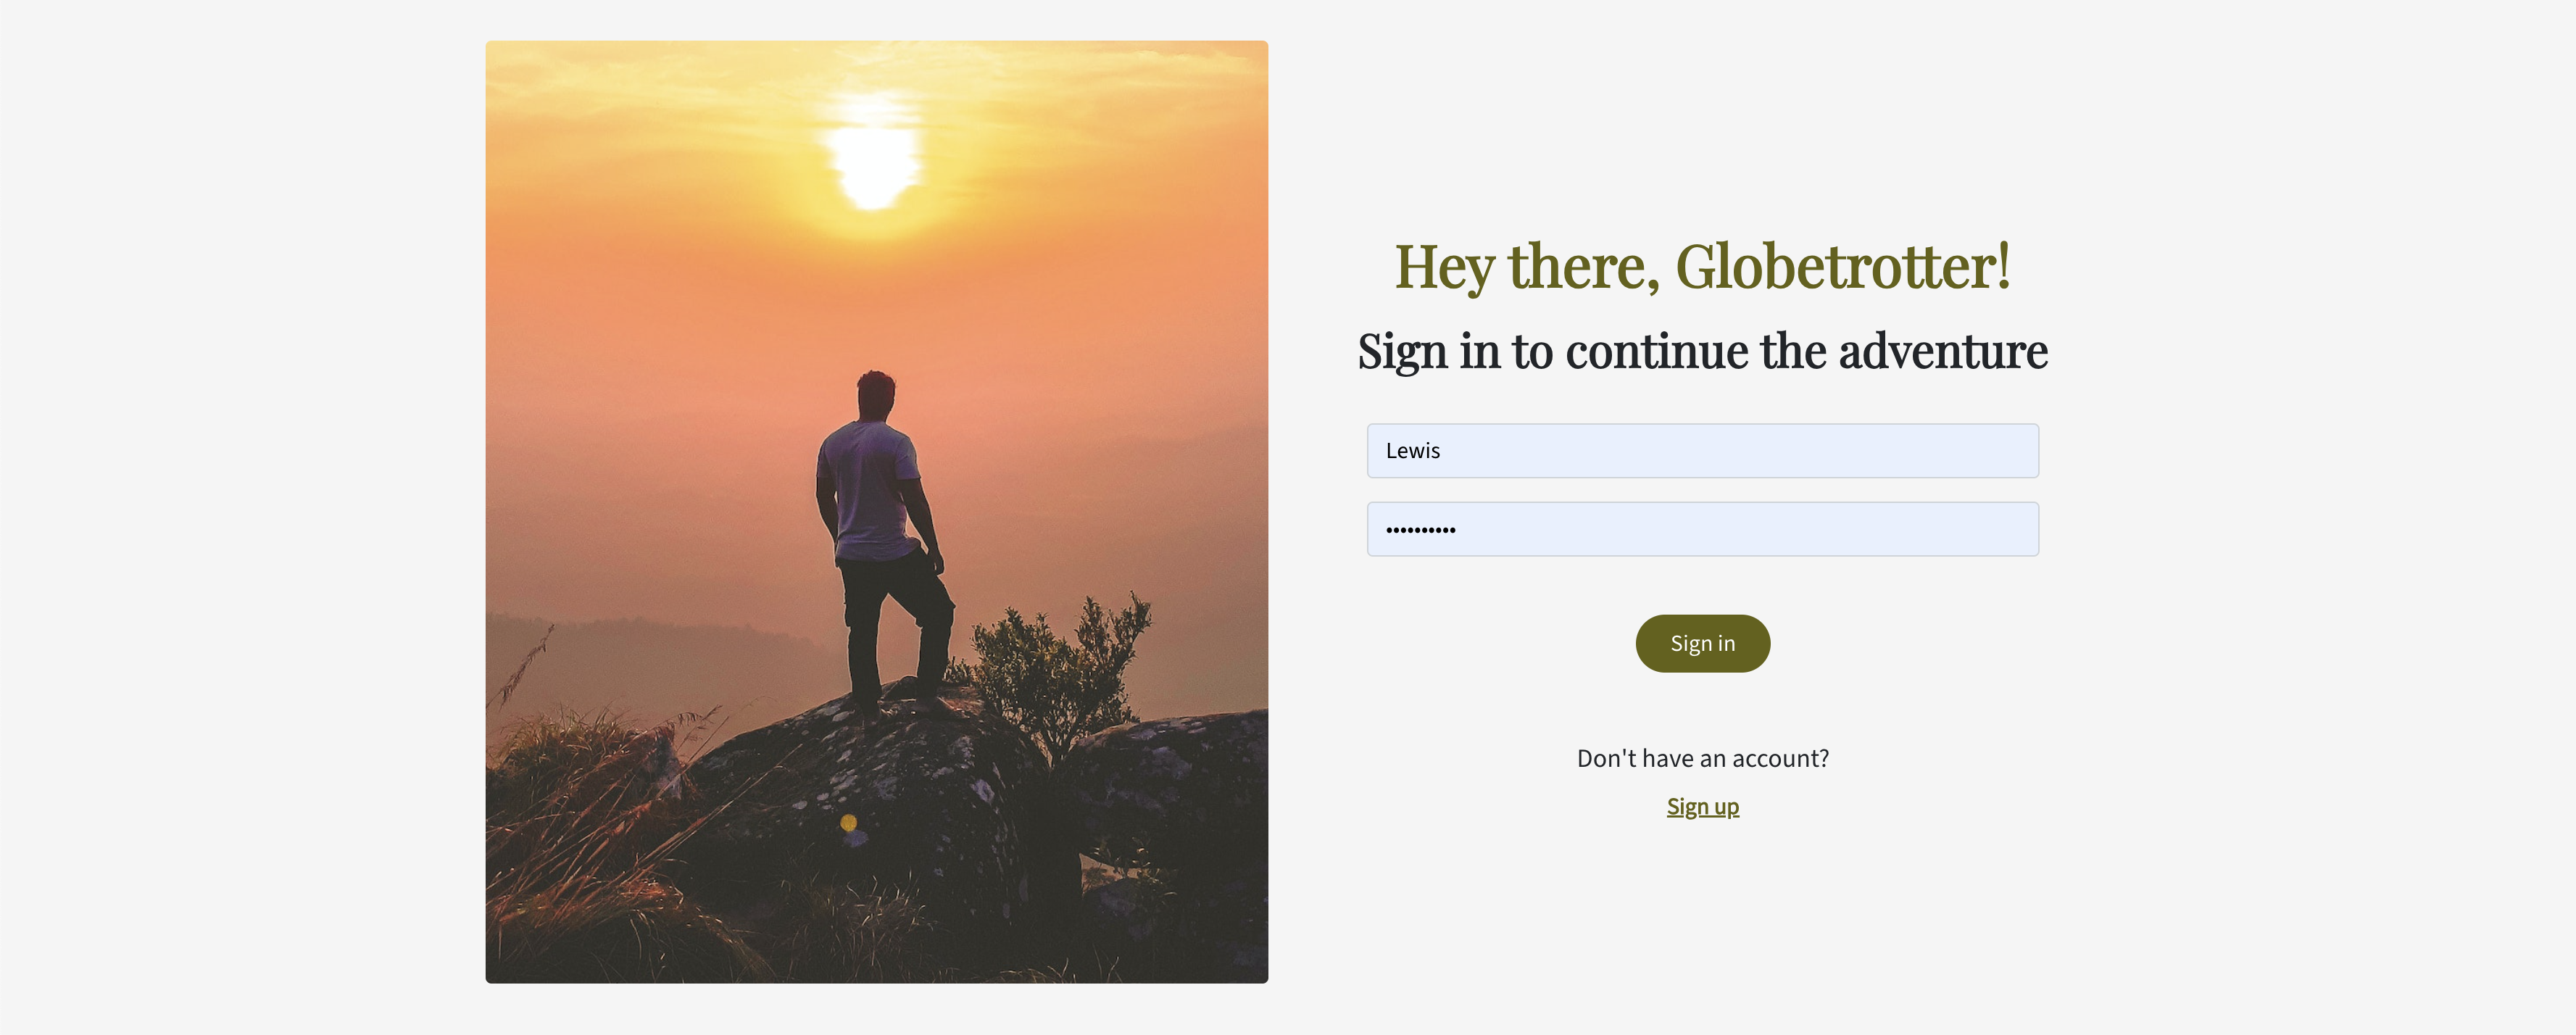 Hey there, Globetrotter!
Sign in to continue the adventure
Lewis
••••••••••
Sign in
Don't have an account?
Sign up